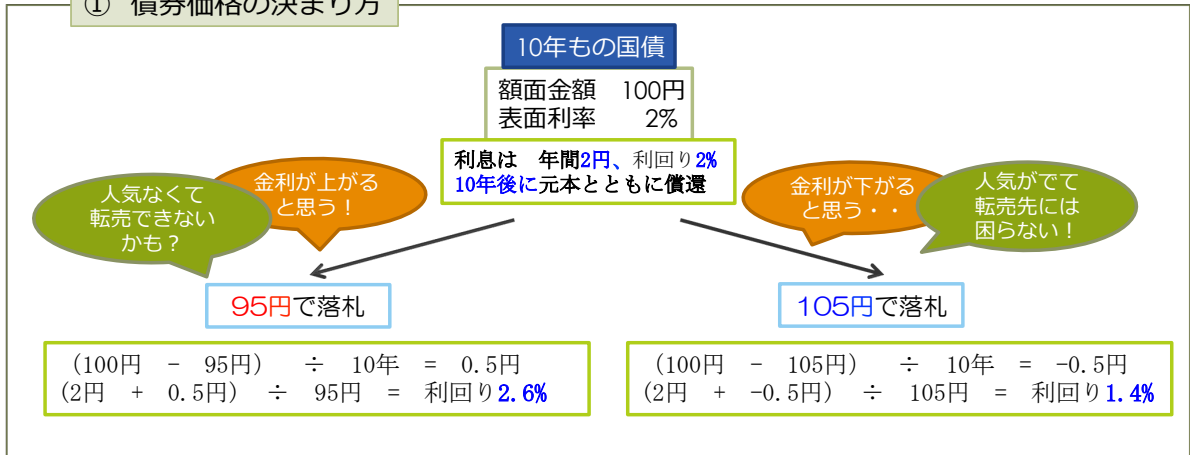 ① 債券価格の決まり方
10年もの国債
額面金額 100円
表面利率 2%
利息は 年間2円、利回り2%
10年後に元本とともに償還
人気なくて
転売できない
かも？
金利が上がる
と思う！
金利が下がる
と思う・・
人気がでて
転売先には
困らない！
95円で落札
105円で落札
(100円 - 95円) ÷ 10年 = 0.5円
(2円 + 0.5円) ÷ 95円 = 利回り2.6%
(100円 - 105円) ÷ 10年 = -0.5円
(2円 + -0.5円) ÷ 105円 = 利回り1.4%